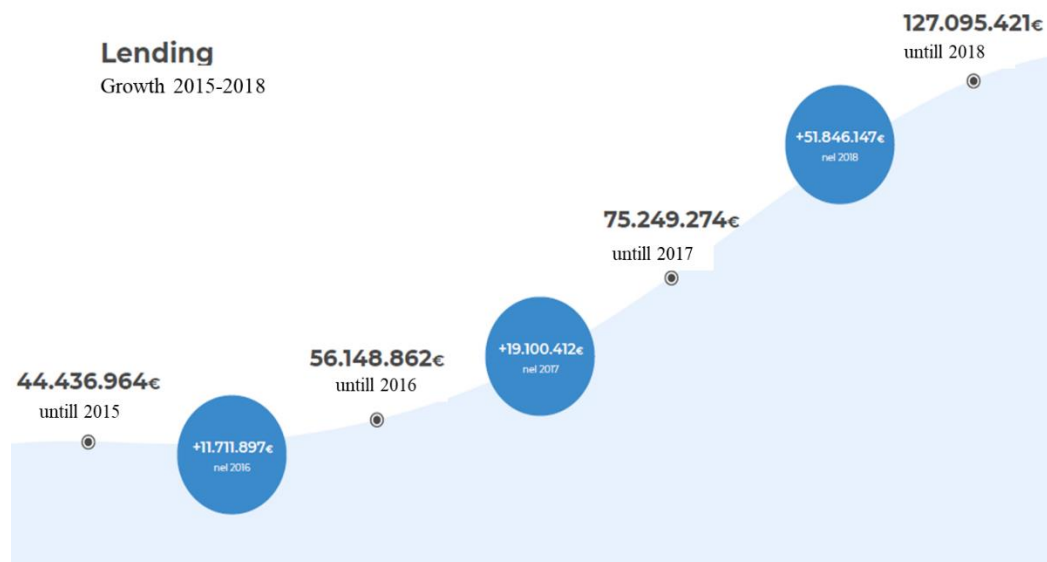 Lending
Growth 2015-2018
127.095.421€
untill 2018
+51.846.147€
nel 2018
75.249.274€
untill 2017
+19.100.412€
nel 2017
56.148.862€
untill 2016
44.436.964€
untill 2015
+11.711.897€
nel 2016